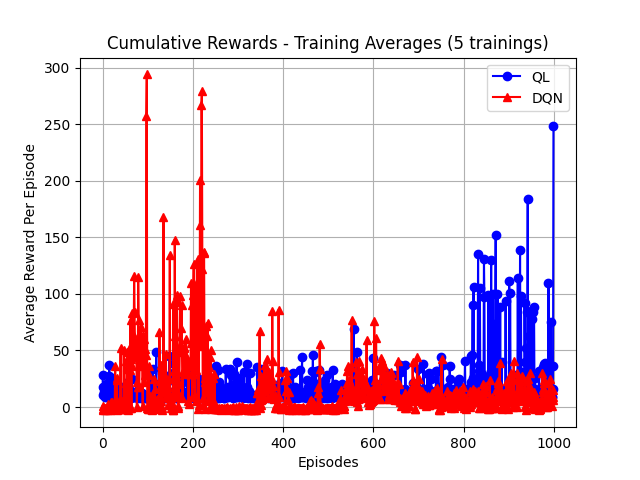 Cumulative Rewards - Training Averages (5 trainings)
300
250
200
150
100
50
0
Average Reward Per Episode
QL
DQN
0 200 400 600 800 1000
Episodes